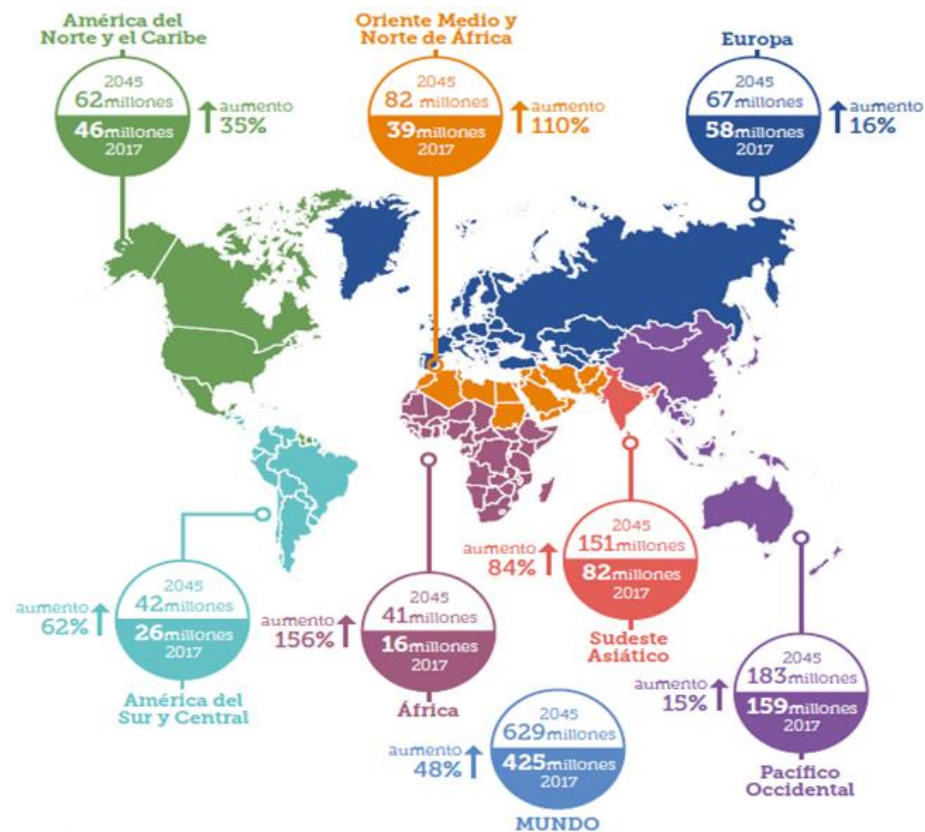 América del
Norte y el Caribe
2045
62millones
46millones
2017
aumento
35%
Oriente Medio y
Norte de África
2045
82 millones
39millones
2017
aumento
110%
Europa
2045
67millones
58millones
2017
aumento
16%
aumento
62%
2045
42millones
26millones
2017
América del
Sur y Central
aumento
156%
2045
41millones
16millones
2017
África
aumento
84%
2045
151millones
82millones
2017
Sudeste
Asiático
aumento
15%
2045
183millones
159millones
2017
Pacífico
Occidental
aumento
48%
2045
629millones
425millones
2017
MUNDO